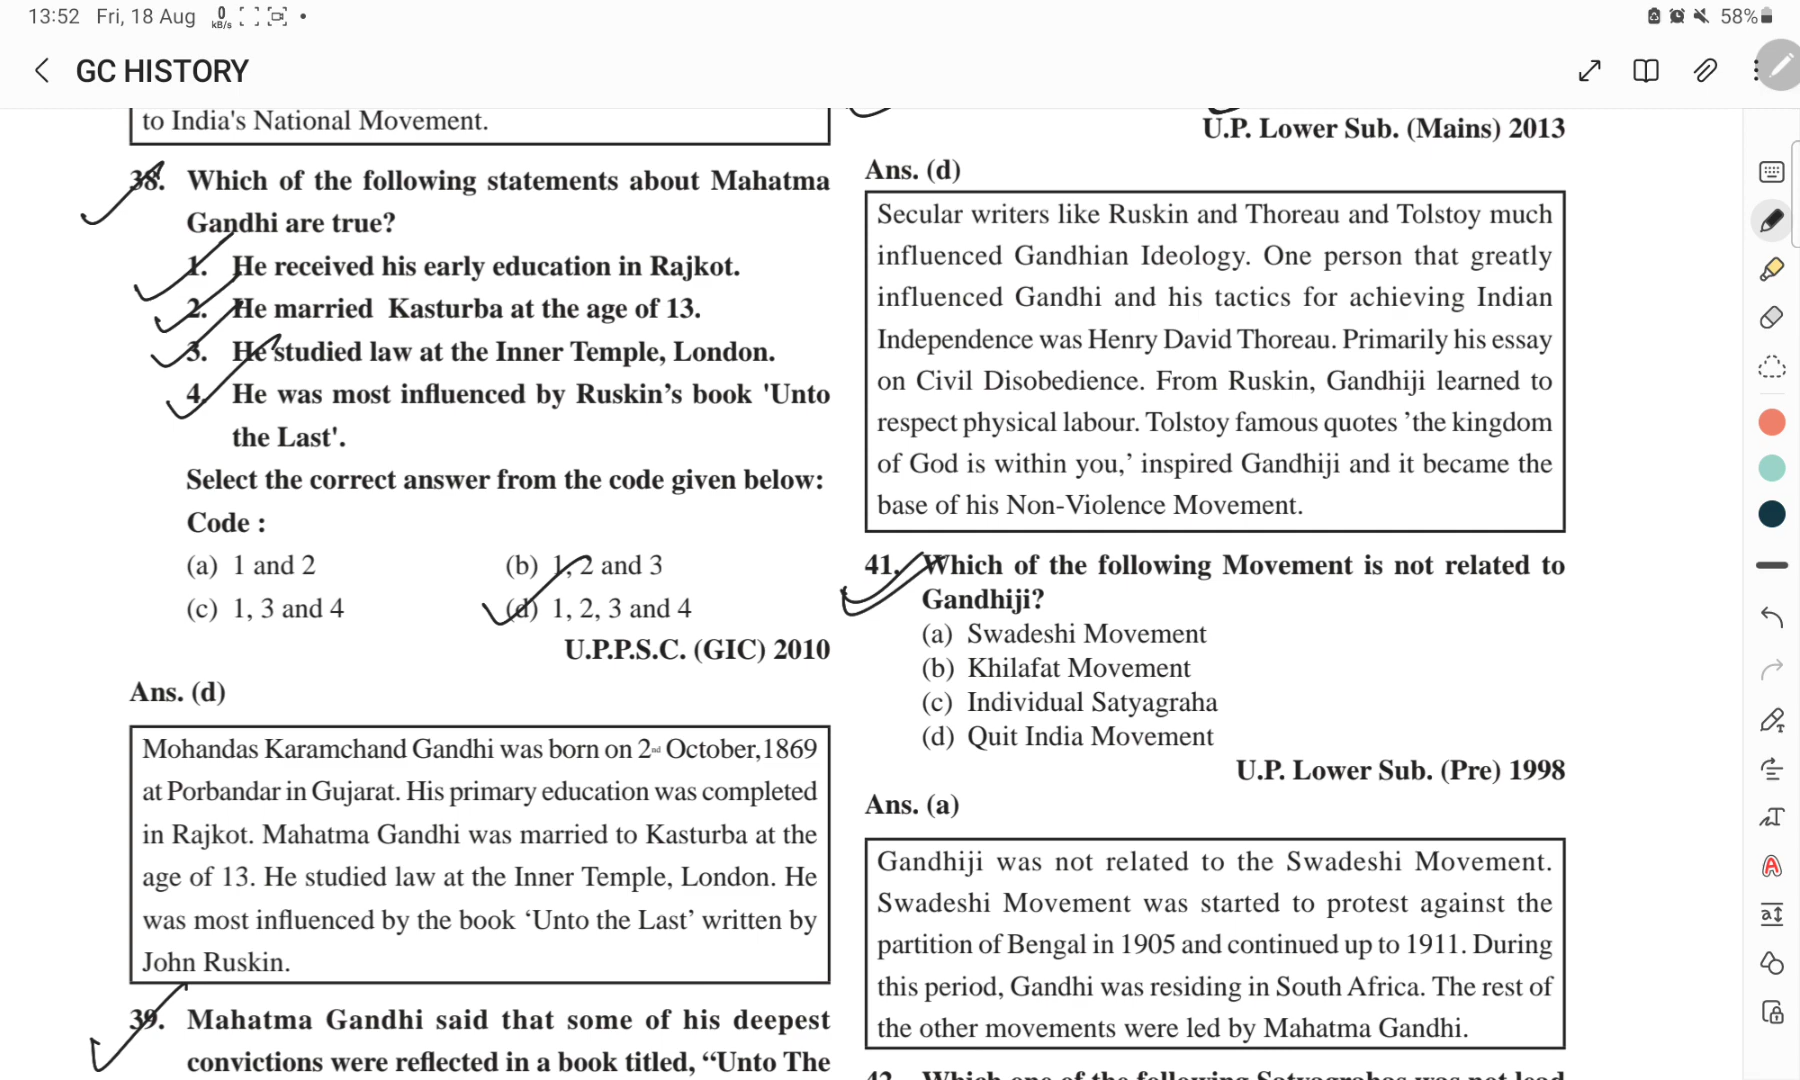 13:52 Fri, 18 Aug 0 kB/s 58%
GC HISTORY
to India's National Movement.
38. Which of the following statements about Mahatma
Gandhi are true?
1. He received his early education in Rajkot.
2. He married Kasturba at the age of 13.
3. He studied law at the Inner Temple, London.
4. He was most influenced by Ruskin’s book 'Unto
the Last'.
Select the correct answer from the code given below:
Code :
(a) 1 and 2 (b) 1, 2 and 3
(c) 1, 3 and 4 (d) 1, 2, 3 and 4
U.P.P.S.C. (GIC) 2010
Ans. (d)
Mohandas Karamchand Gandhi was born on 2nd October,1869
at Porbandar in Gujarat. His primary education was completed
in Rajkot. Mahatma Gandhi was married to Kasturba at the
age of 13. He studied law at the Inner Temple, London. He
was most influenced by the book ‘Unto the Last’ written by
John Ruskin.
39. Mahatma Gandhi said that some of his deepest
convictions were reflected in a book titled, “Unto The
U.P. Lower Sub. (Mains) 2013
Ans. (d)
Secular writers like Ruskin and Thoreau and Tolstoy much
influenced Gandhian Ideology. One person that greatly
influenced Gandhi and his tactics for achieving Indian
Independence was Henry David Thoreau. Primarily his essay
on Civil Disobedience. From Ruskin, Gandhiji learned to
respect physical labour. Tolstoy famous quotes ’the kingdom
of God is within you,’ inspired Gandhiji and it became the
base of his Non-Violence Movement.
41. Which of the following Movement is not related to
Gandhiji?
(a) Swadeshi Movement
(b) Khilafat Movement
(c) Individual Satyagraha
(d) Quit India Movement
U.P. Lower Sub. (Pre) 1998
Ans. (a)
Gandhiji was not related to the Swadeshi Movement.
Swadeshi Movement was started to protest against the
partition of Bengal in 1905 and continued up to 1911. During
this period, Gandhi was residing in South Africa. The rest of
the other movements were led by Mahatma Gandhi.
42. Which one of the following Satyagrahas was not lead